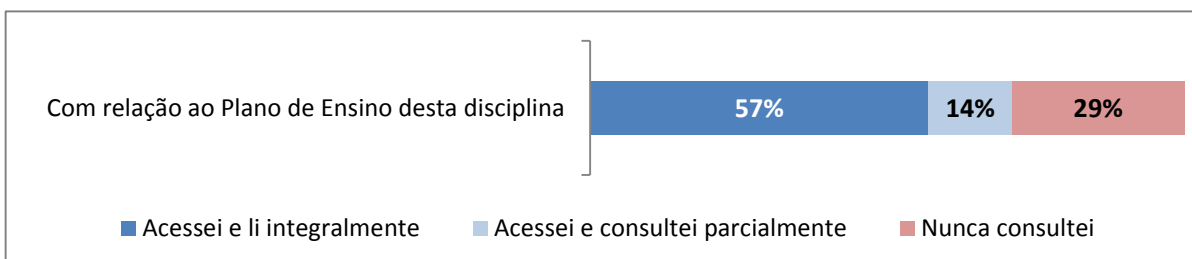 Com relação ao Plano de Ensino desta disciplina
57% 14% 29%
Acessei e li integralmente Acessei e consultei parcialmente Nunca consultei